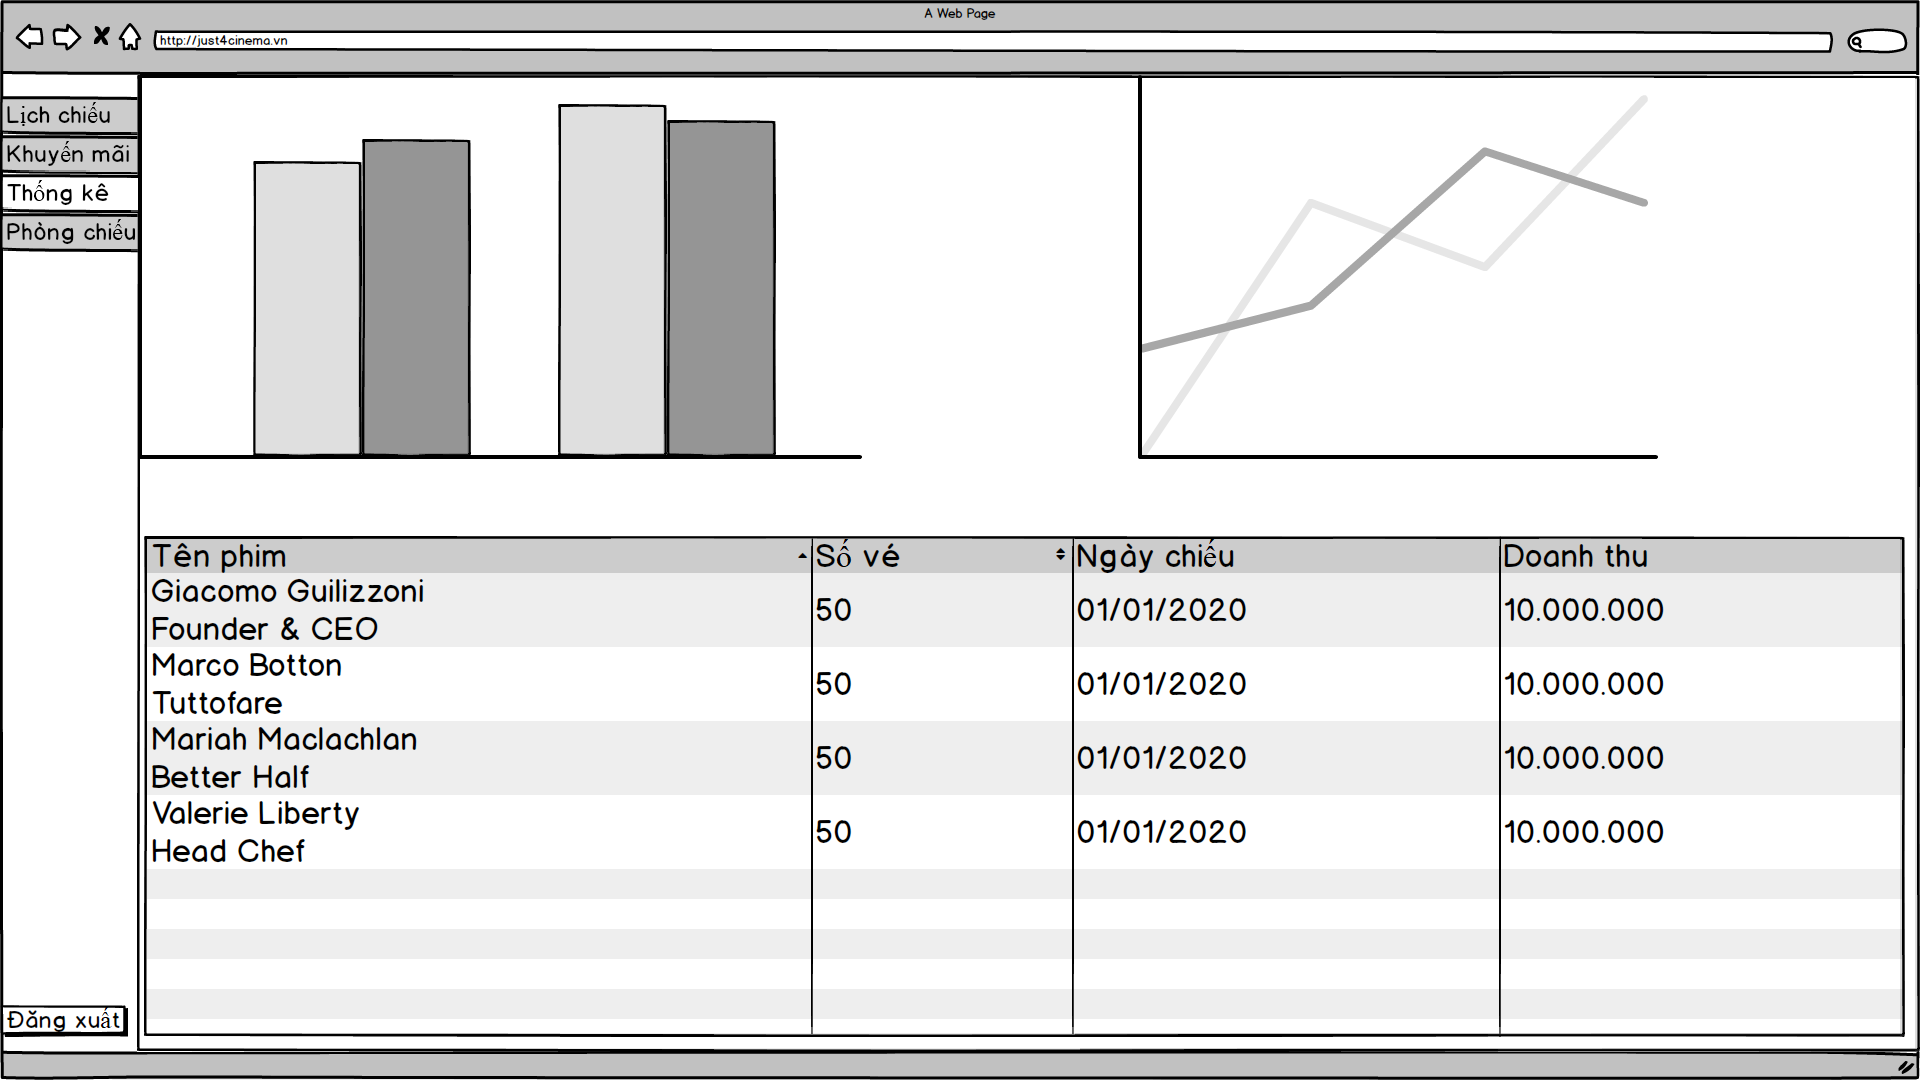 A Web Page
http://just4cinema.vn
Lịch chiếu
Khuyến mãi
Thống kê
Phòng chiếu
Tên phim Số vé Ngày chiếu Doanh thu
Giacomo Guilizzoni
Founder & CEO
50 01/01/2020 10.000.000
Marco Botton
Tuttofare
50 01/01/2020 10.000.000
Mariah Maclachlan
Better Half
50 01/01/2020 10.000.000
Valerie Liberty
Head Chef
50 01/01/2020 10.000.000
Đăng xuất